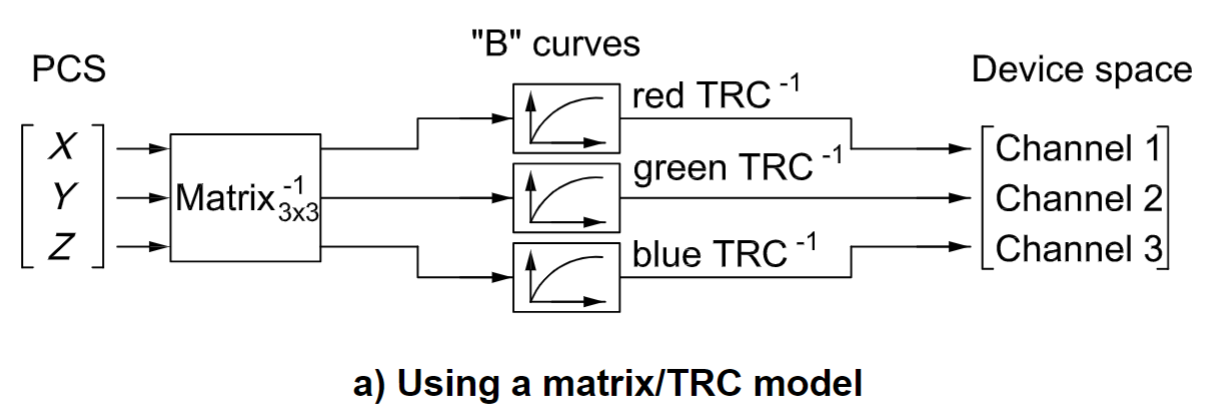 "B" curves
PCS
Device space
red TRC -1
X
Channel 1
green TRC -1
Y
Matrix -1 3x3
Channel 2
Z
blue TRC -1
Channel 3
a) Using a matrix/TRC model